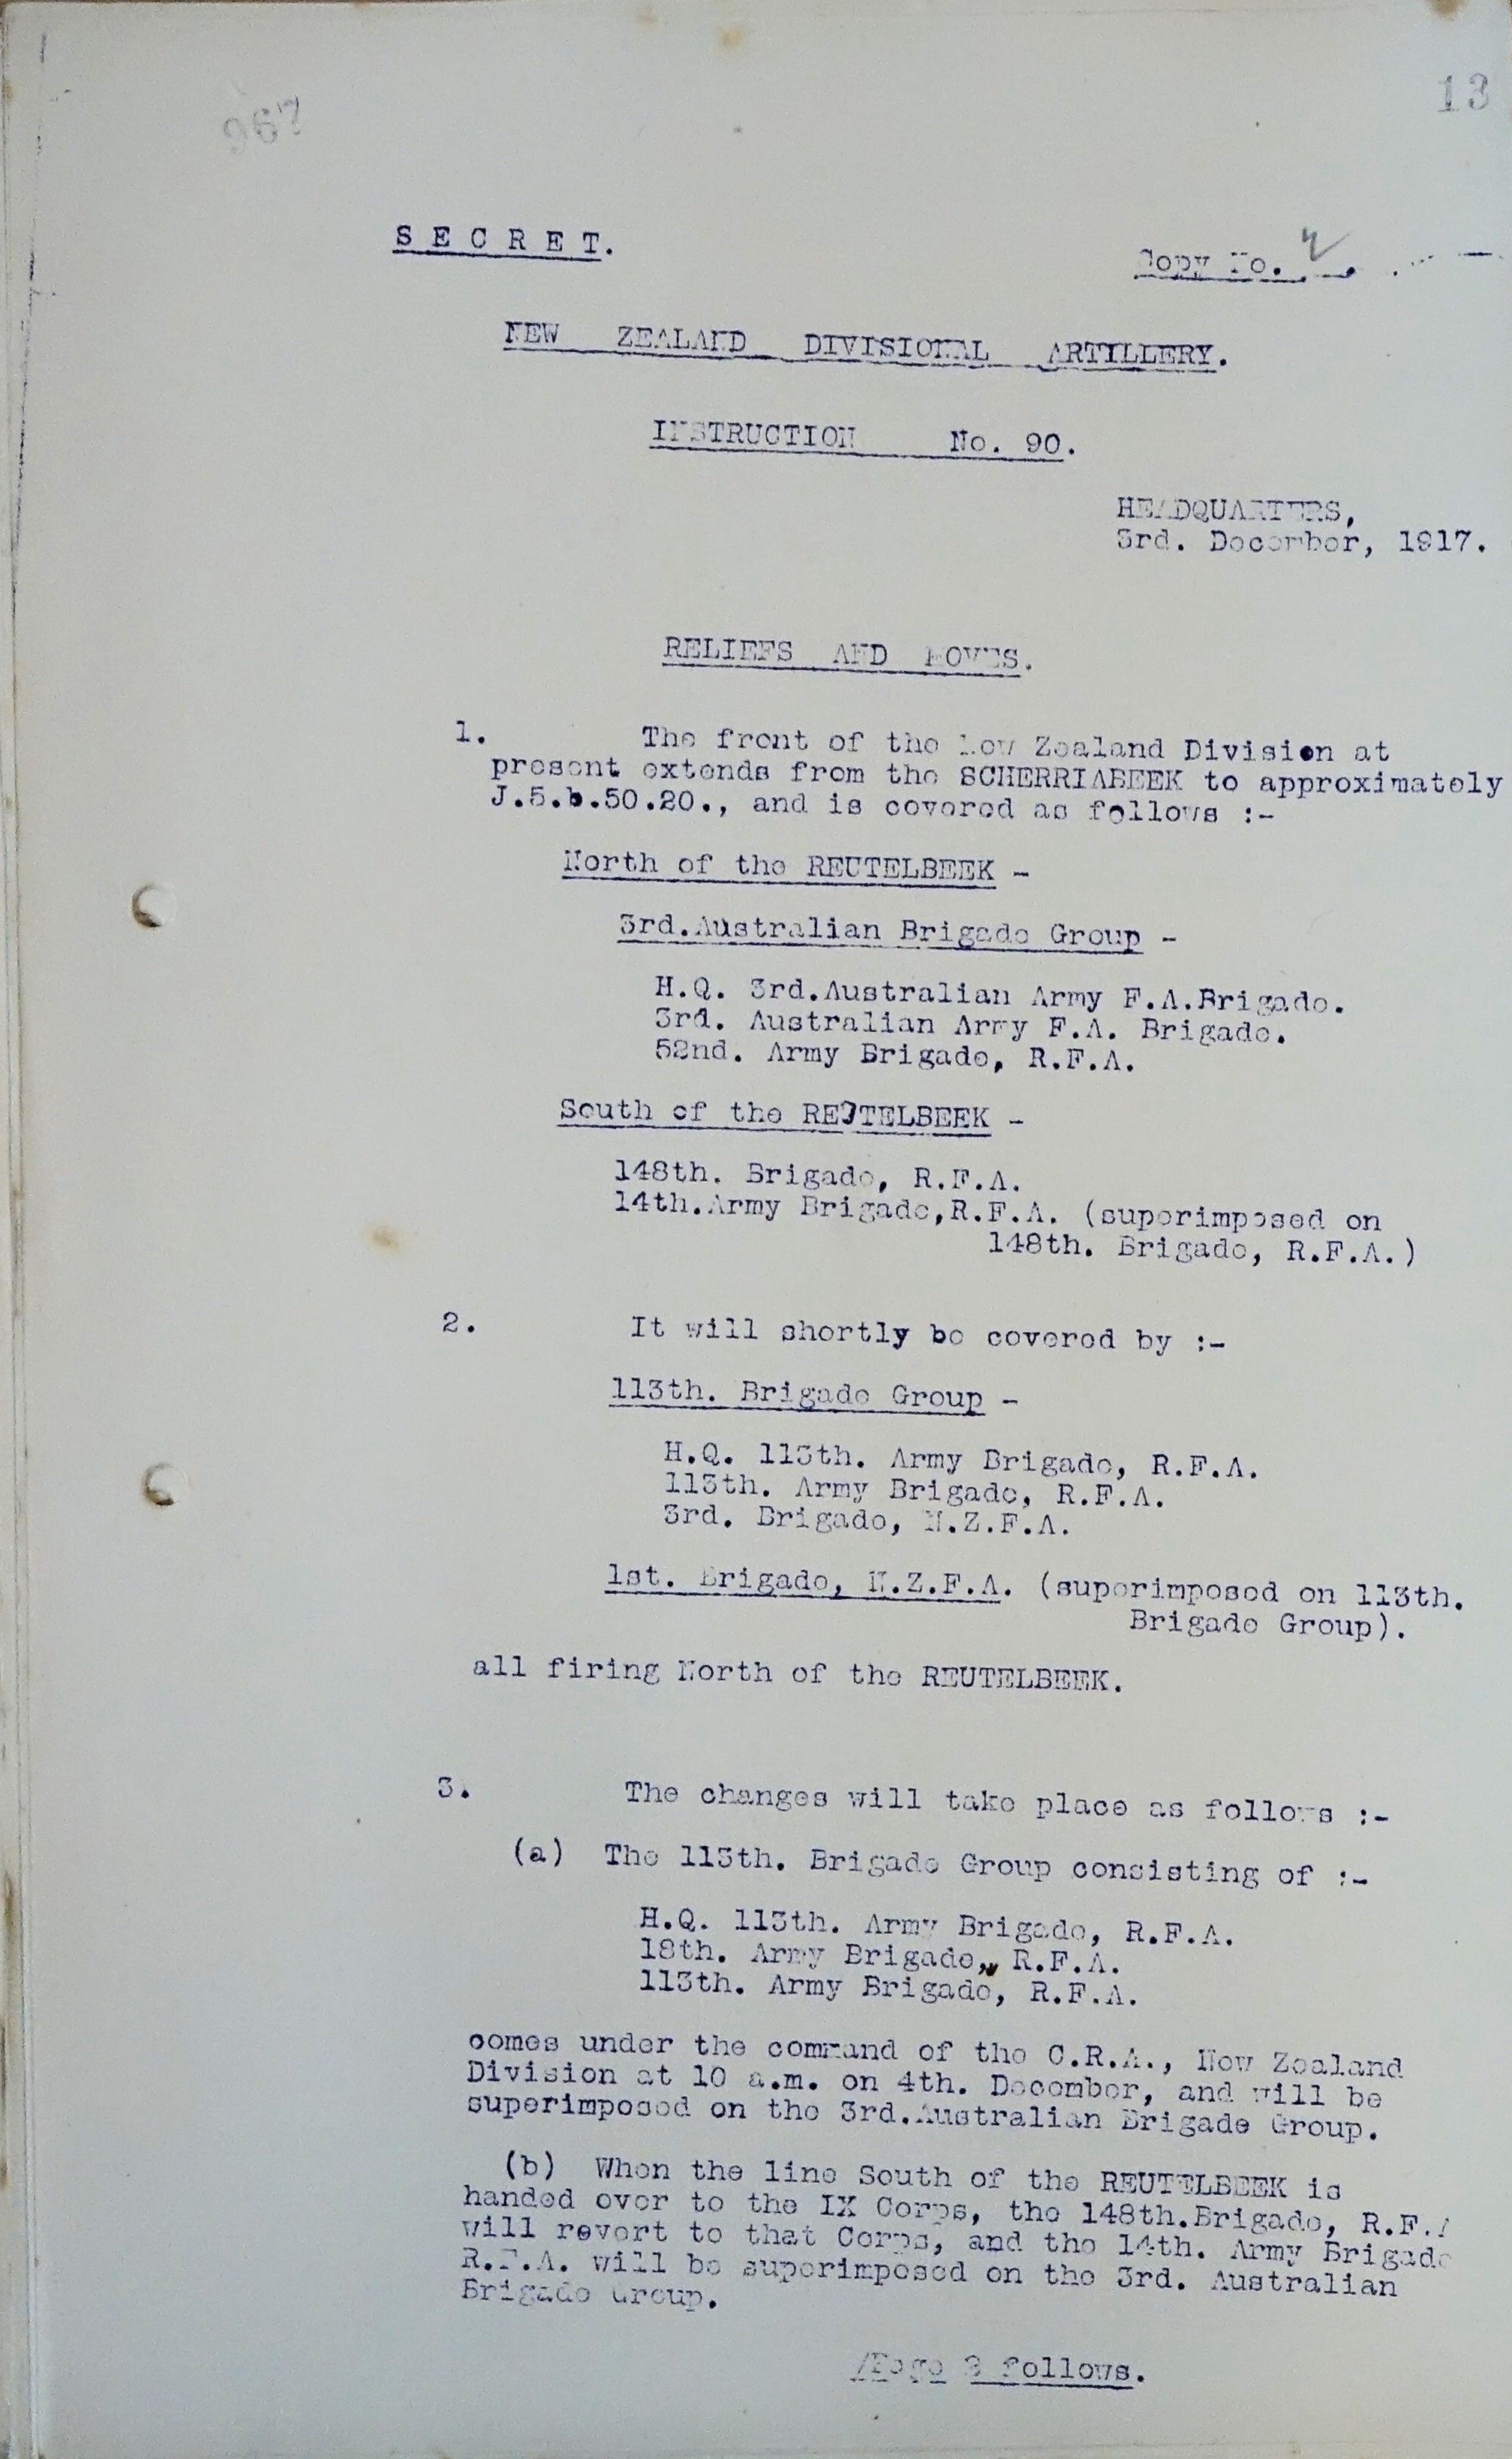 967
13
S E C R E T.
Copy No. 2.
NEW ZEALAND DIVISIONAL ARTILLERY.
INSTRUCTION No. 90.
HEADQUARTERS,
3rd. December, 1917.
RELIEFS AND MOVES.
1. The front of the New Zealand Division at
present extends from the SCHERRIABEEK to approximately
J.5.b.50.20., and is covered as follows :-
North of the REUTELBEEK -
3rd.Australian Brigade Group -
H.Q. 3rd.Australian Army F.A.Brigade.
3rd. Australian Army F.A. Brigade.
52nd. Army Brigade, R.F.A.
South of the REUTELBEEK -
148th. Brigade, R.F.A.
14th.Army Brigade,R.F.A. (superimposed on
148th. Brigade, R.F.A.)
2. It will shortly be covered by :-
113th. Brigade Group -
H.Q. 113th. Army Brigade, R.F.A.
113th. Army Brigade, R.F.A.
3rd. Brigade, N.Z.F.A.
1st. Brigade, N.Z.F.A. (superimposed on 113th.
Brigade Group).
all firing North of the REUTELBEEK.
3. The changes will take place as follows :-
(a) The 113th. Brigade Group consisting of :-
H.Q. 113th. Army Brigade, R.F.A.
18th. Army Brigade, R.F.A.
113th. Army Brigade, R.F.A.
comes under the command of the C.R.A., New Zealand
Division at 10 a.m. on 4th. December, and will be
superimposed on the 3rd.Australian Brigade Group.
(b) When the line South of the REUTELBEEK is
handed over to the IX Corps, the 148th.Brigade, R.F.A
will revert to that Corps, and the 14th. Army Brigade
R.F.A. will be superimposed on the 3rd. Australian
Brigade Group.
/Page 2 follows.